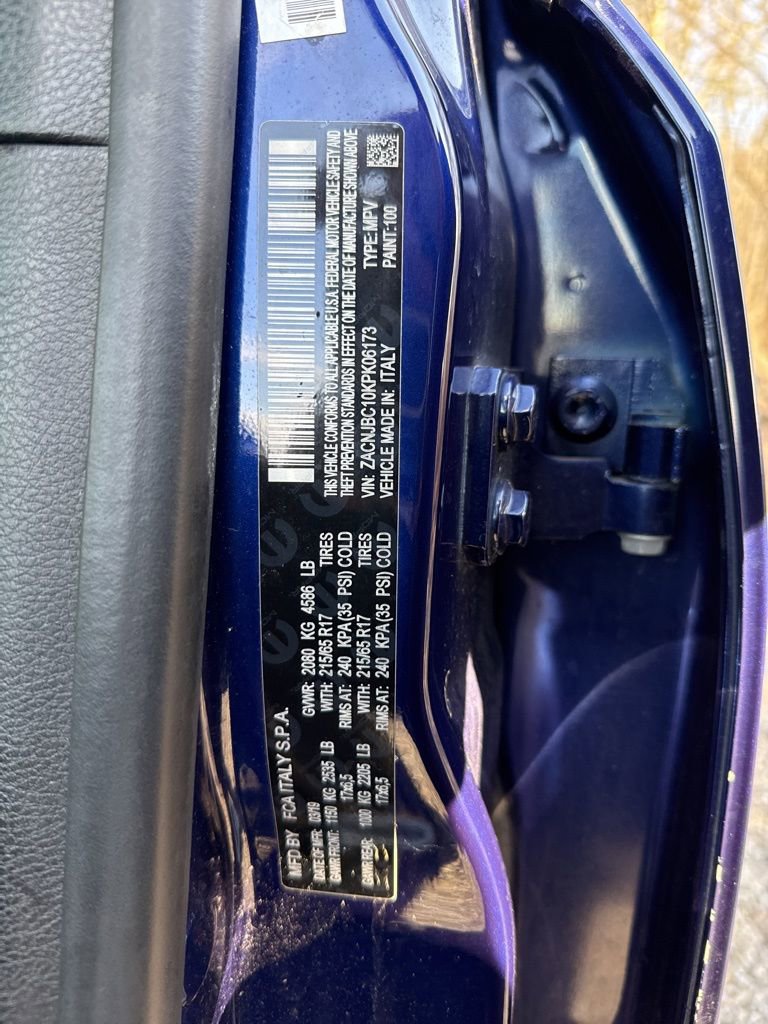 MFD BY FCA ITALY S.P.A.
DATE OF MFR: 03/19 GVWR: 2080 KG 4586 LB
GWWR FRONT: 1150 KG 2535 LB WITH: 215/65 R17 TIRES
17x6,5 RIMS AT: 240 KPA(35 PSI) COLD
GWWR REAR: 1000 KG 2205 LB WITH: 215/65 R17 TIRES
17x6,5 RIMS AT: 240 KPA(35 PSI) COLD
THIS VEHICLE CONFORMS TO ALL APPLICABLE U.S.A. FEDERAL MOTOR VEHICLE SAFETY AND
THEFT PREVENTION STANDARDS IN EFFECT ON THE DATE OF MANUFACTURE SHOWN ABOVE
VIN: ZACNJBC10KPK06173 TYPE:MPV
VEHICLE MADE IN: ITALY PAINT:100